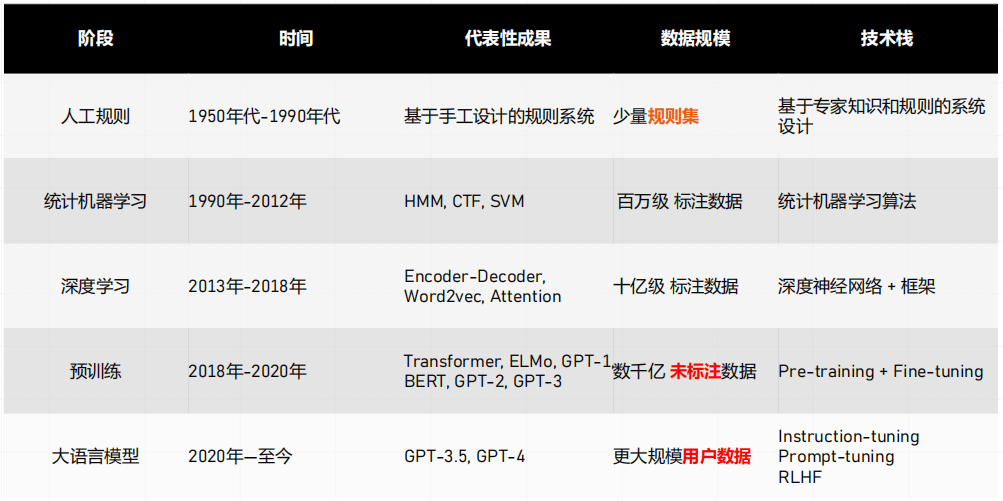 阶段 时间 代表性成果 数据规模 技术栈
人工规则 1950年代-1990年代 基于手工设计的规则系统 少量规则集 基于专家知识和规则的系统
设计
统计机器学习 1990年-2012年 HMM, CTF, SVM 百万级 标注数据 统计机器学习算法
深度学习 2013年-2018年 Encoder-Decoder,
Word2vec, Attention 十亿级 标注数据 深度神经网络 + 框架
预训练 2018年-2020年 Transformer, ELMo, GPT-1,
BERT, GPT-2, GPT-3 数千亿 未标注数据 Pre-training + Fine-tuning
大语言模型 2020年—至今 GPT-3.5, GPT-4 更大规模用户数据 Instruction-tuning
Prompt-tuning
RLHF